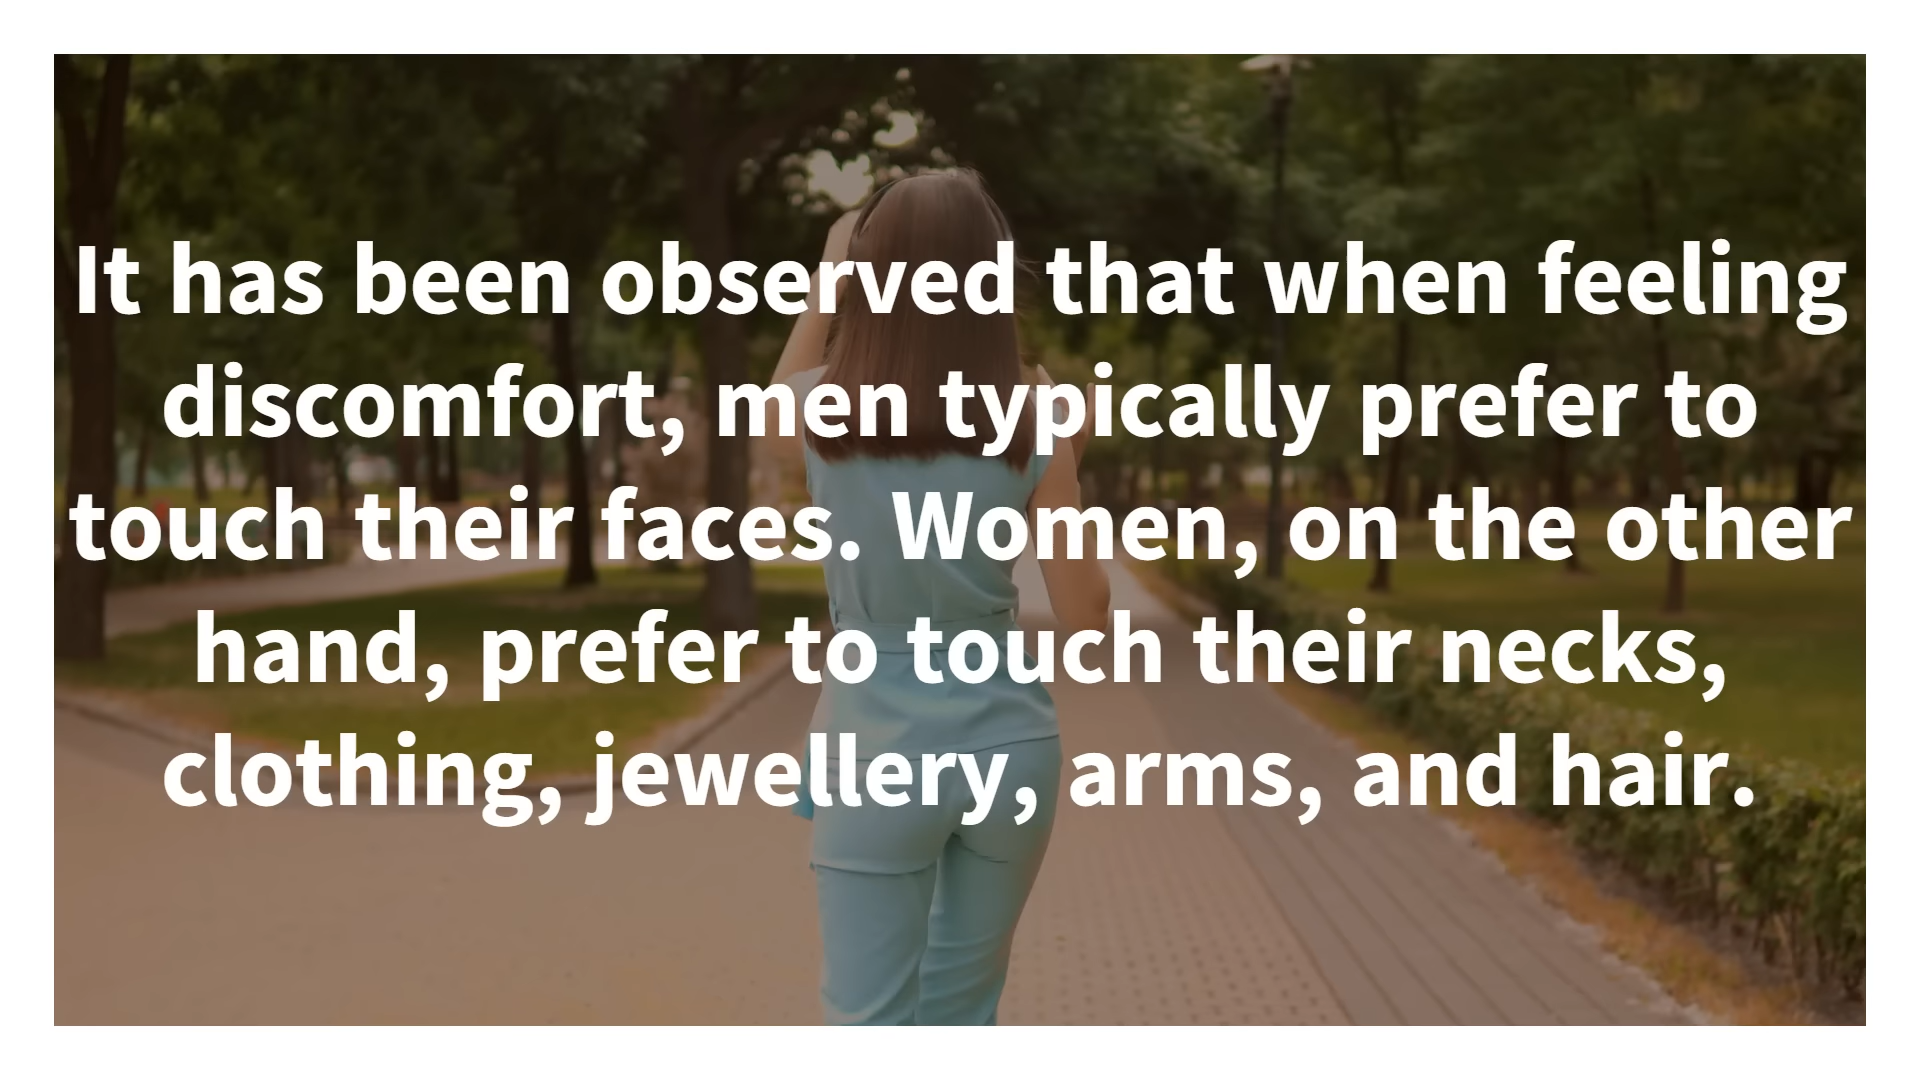 It has been observed that when feeling
discomfort, men typically prefer to
touch their faces. Women, on the other
hand, prefer to touch their necks,
clothing, jewellery, arms, and hair.